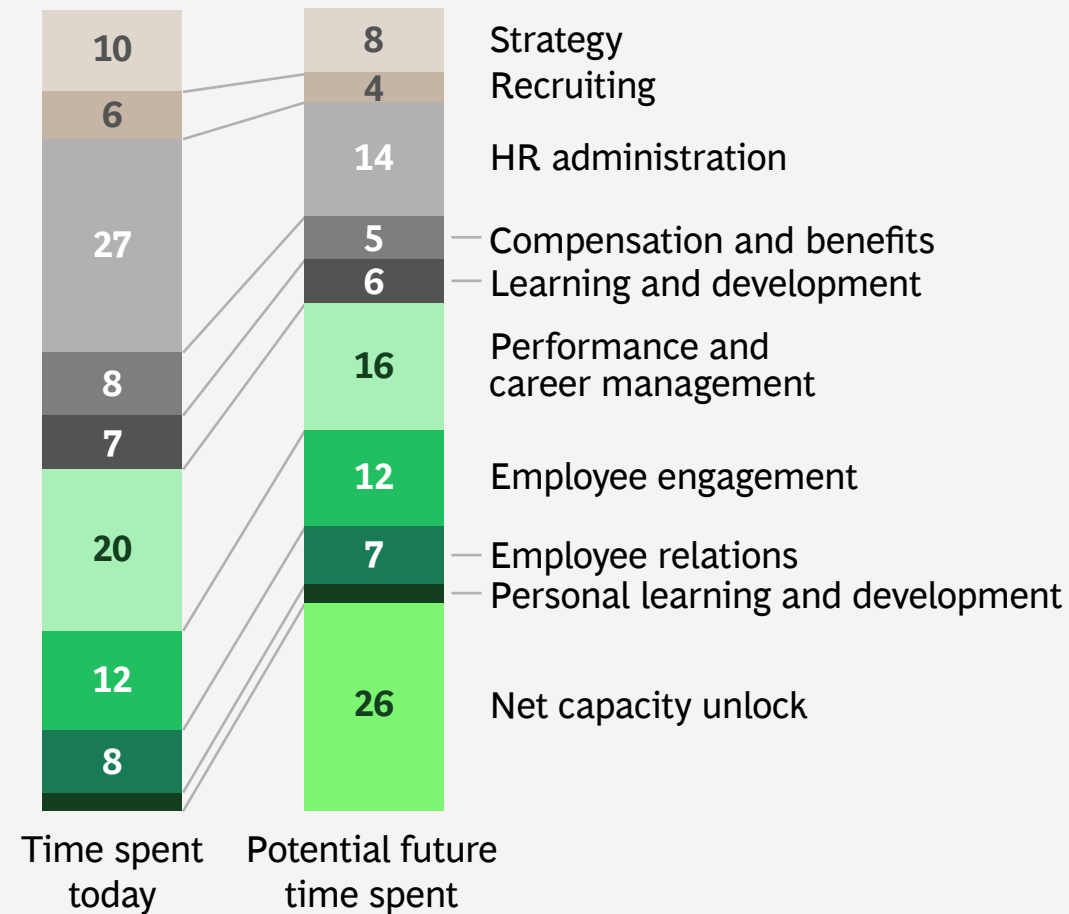 10
6
27
8
7
20
12
8
8
4
14
5
6
16
12
7
26
Strategy
Recruiting
HR administration
Compensation and benefits
Learning and development
Performance and
career management
Employee engagement
Employee relations
Personal learning and development
Net capacity unlock
Time spent
today
Potential future
time spent